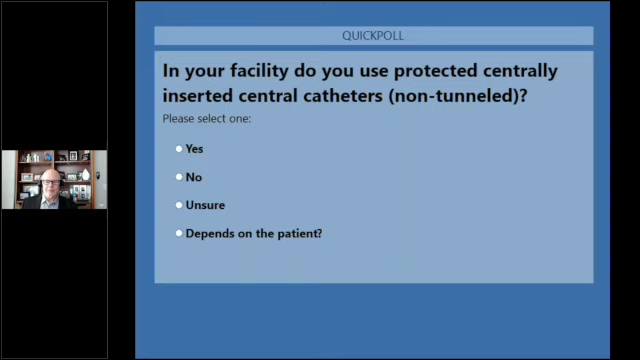 QUICKPOLL
In your facility do you use protected centrally
inserted central catheters (non-tunneled)?
Please select one:
Yes
No
Unsure
Depends on the patient?